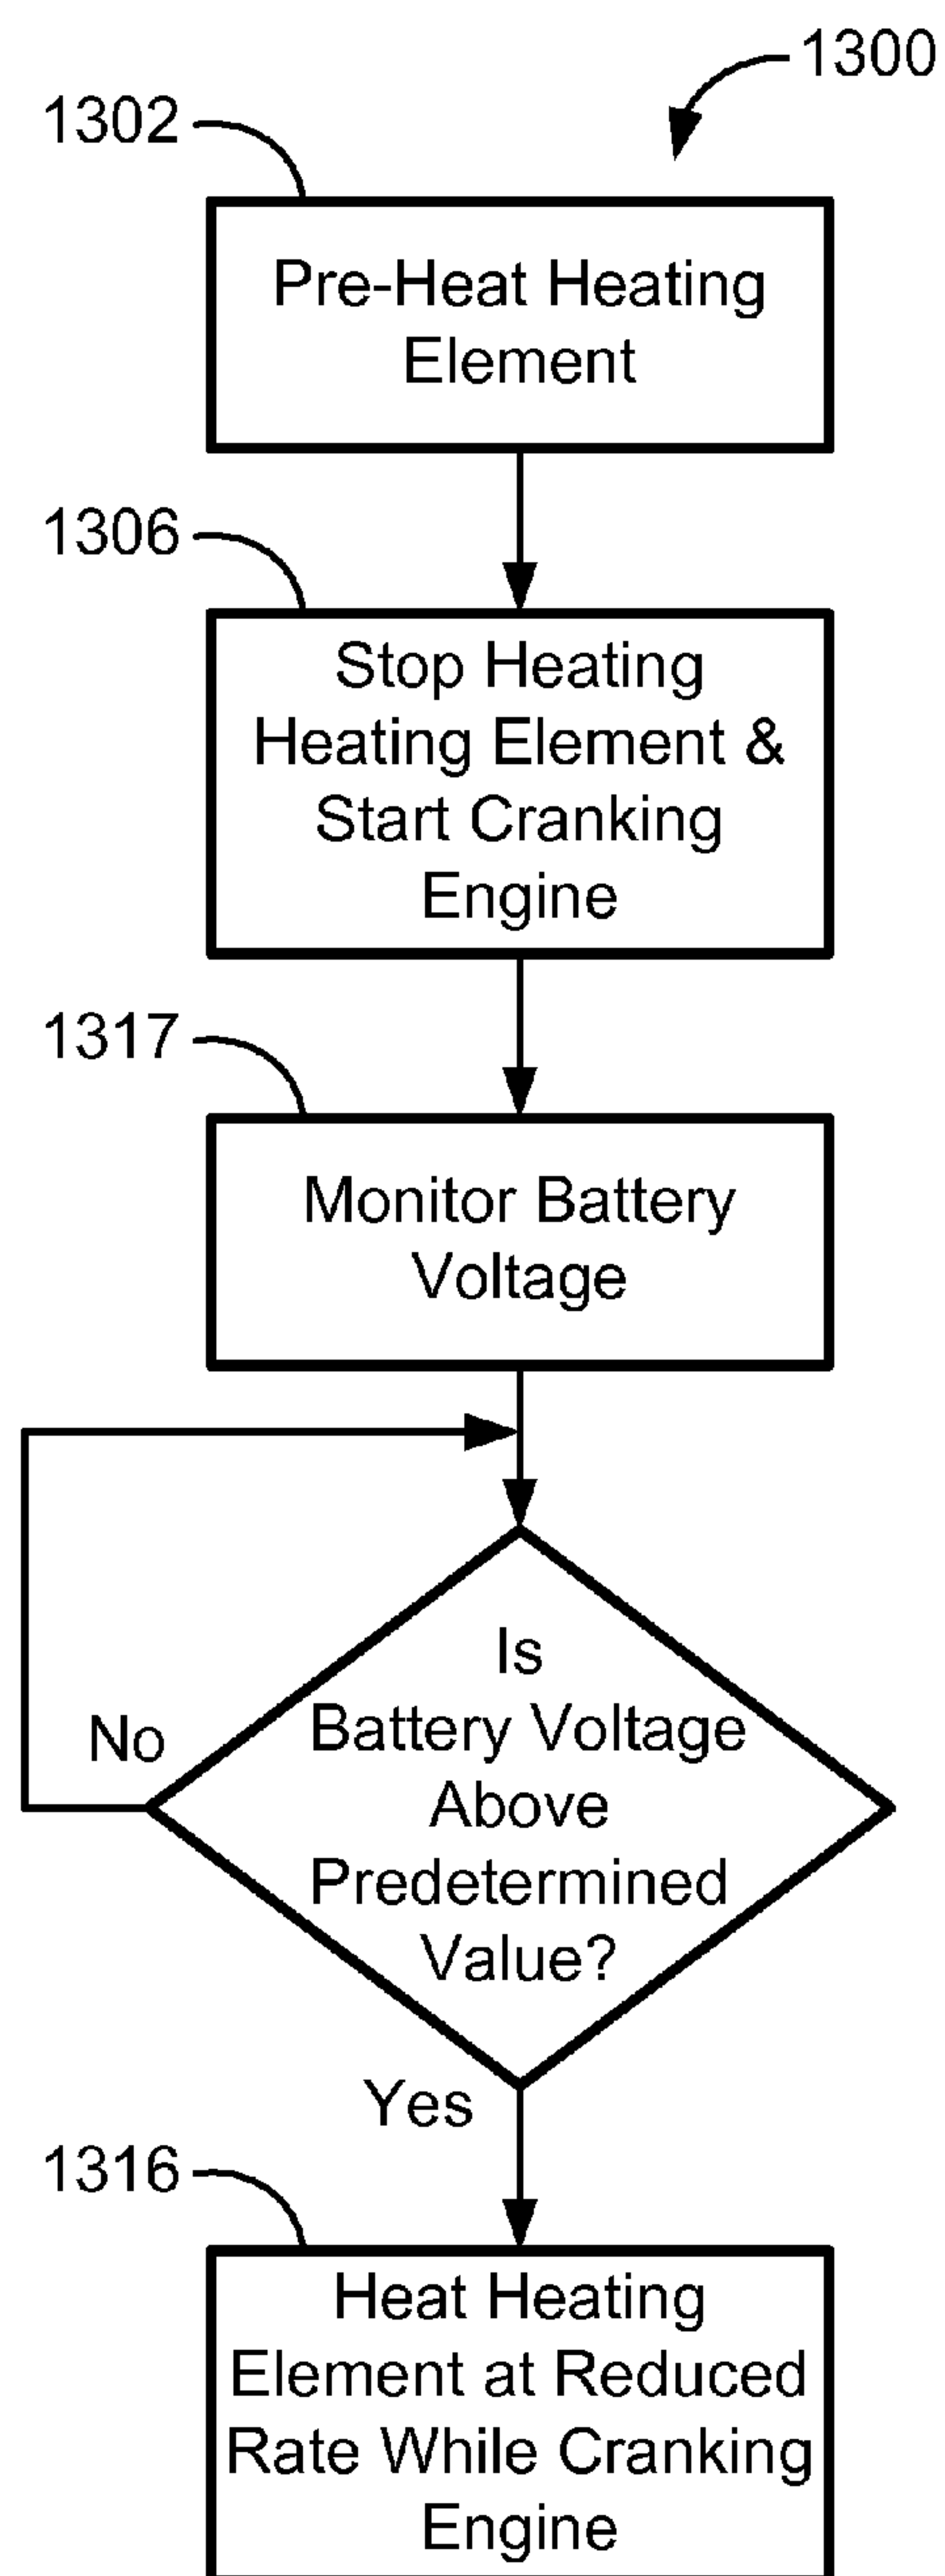 1300
1302
Pre-Heat Heating
Element
1306
Stop Heating
Heating Element &
Start Cranking
Engine
1317
Monitor Battery
Voltage
Is
Battery Voltage
Above
Predetermined
Value?
No
Yes
1316
Heat Heating
Element at Reduced
Rate While Cranking
Engine